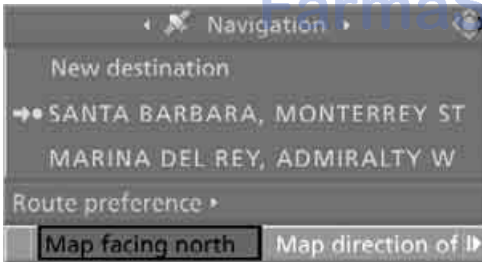 Navigation
New destination
SANTA BARBARA, MONTERREY ST
MARINA DEL REY, ADMIRALTY W
Route preference
Map facing north Map direction of